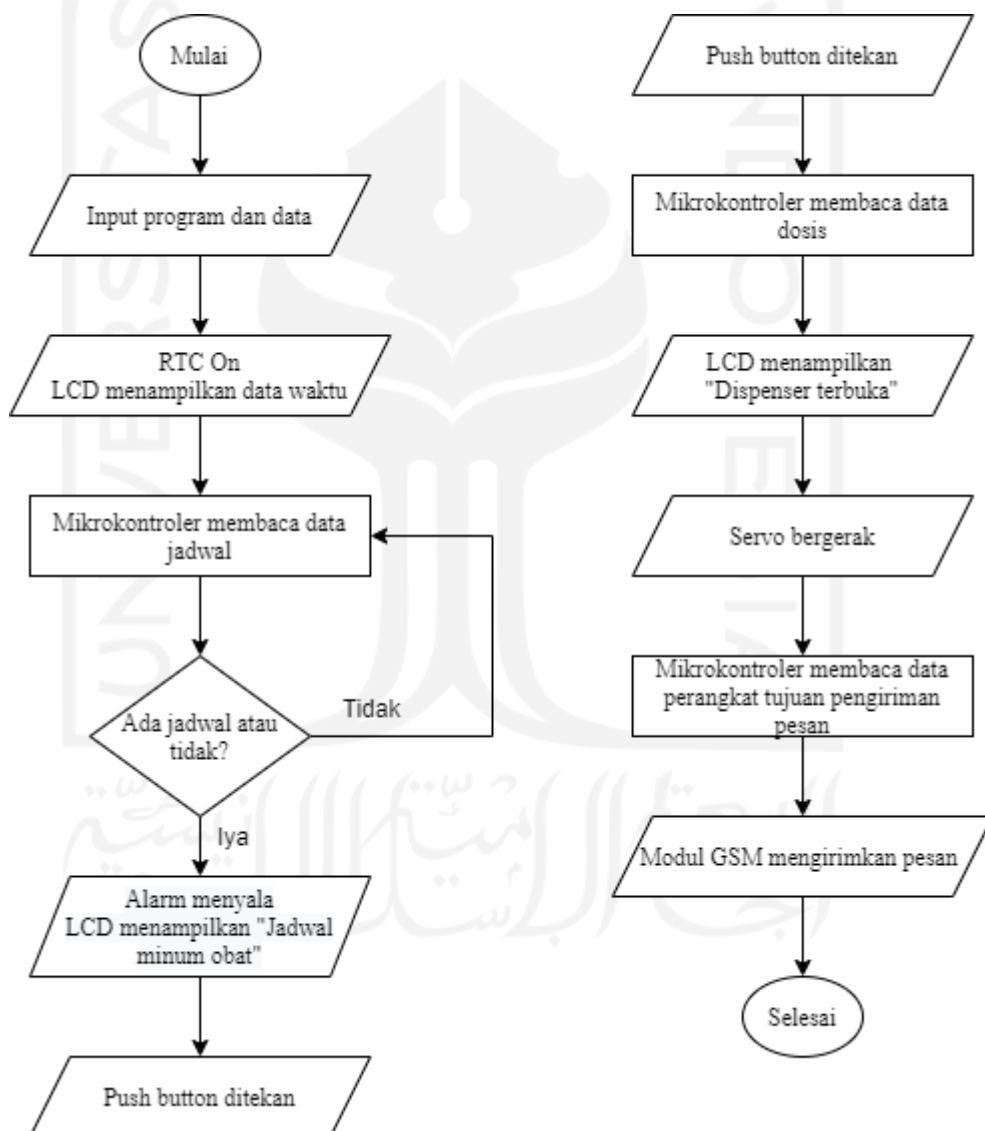 Mulai
Input program dan data
RTC On
LCD menampilkan data waktu
Mikrokontroler membaca data
jadwal
Ada jadwal atau
tidak?
Tidak
Iya
Alarm menyala
LCD menampilkan "Jadwal
minum obat"
Push button ditekan
Push button ditekan
Mikrokontroler membaca data
dosis
LCD menampilkan
"Dispenser terbuka"
Servo bergerak
Mikrokontroler membaca data
perangkat tujuan pengiriman
pesan
Modul GSM mengirimkan pesan
Selesai